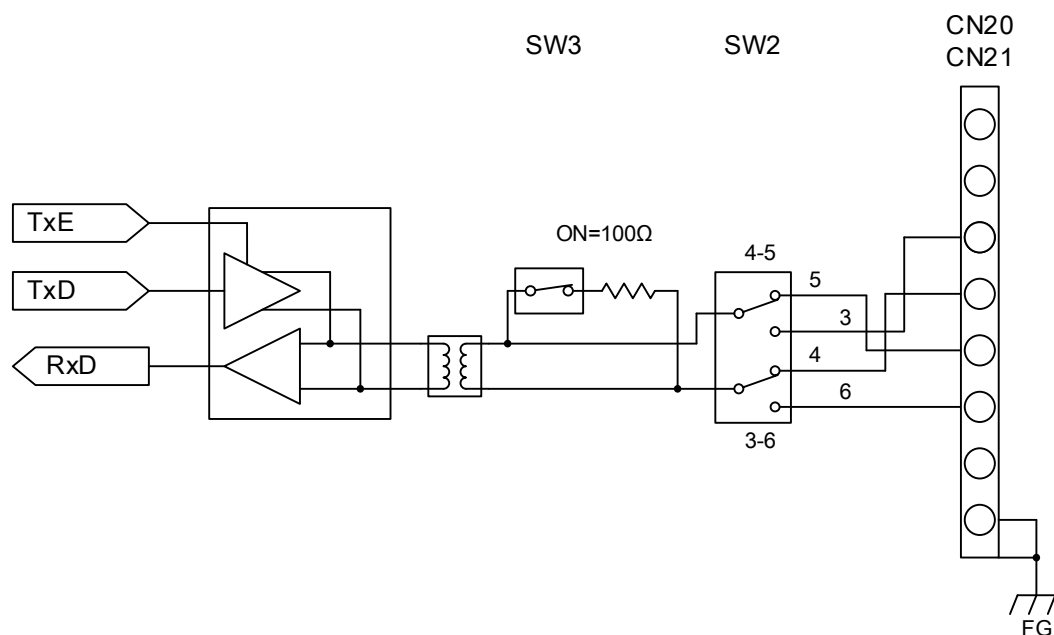 SW3
SW2
CN20
CN21
TxE
TxD
RxD
ON=100Ω
4-5
5
3
4
6
3-6
FG